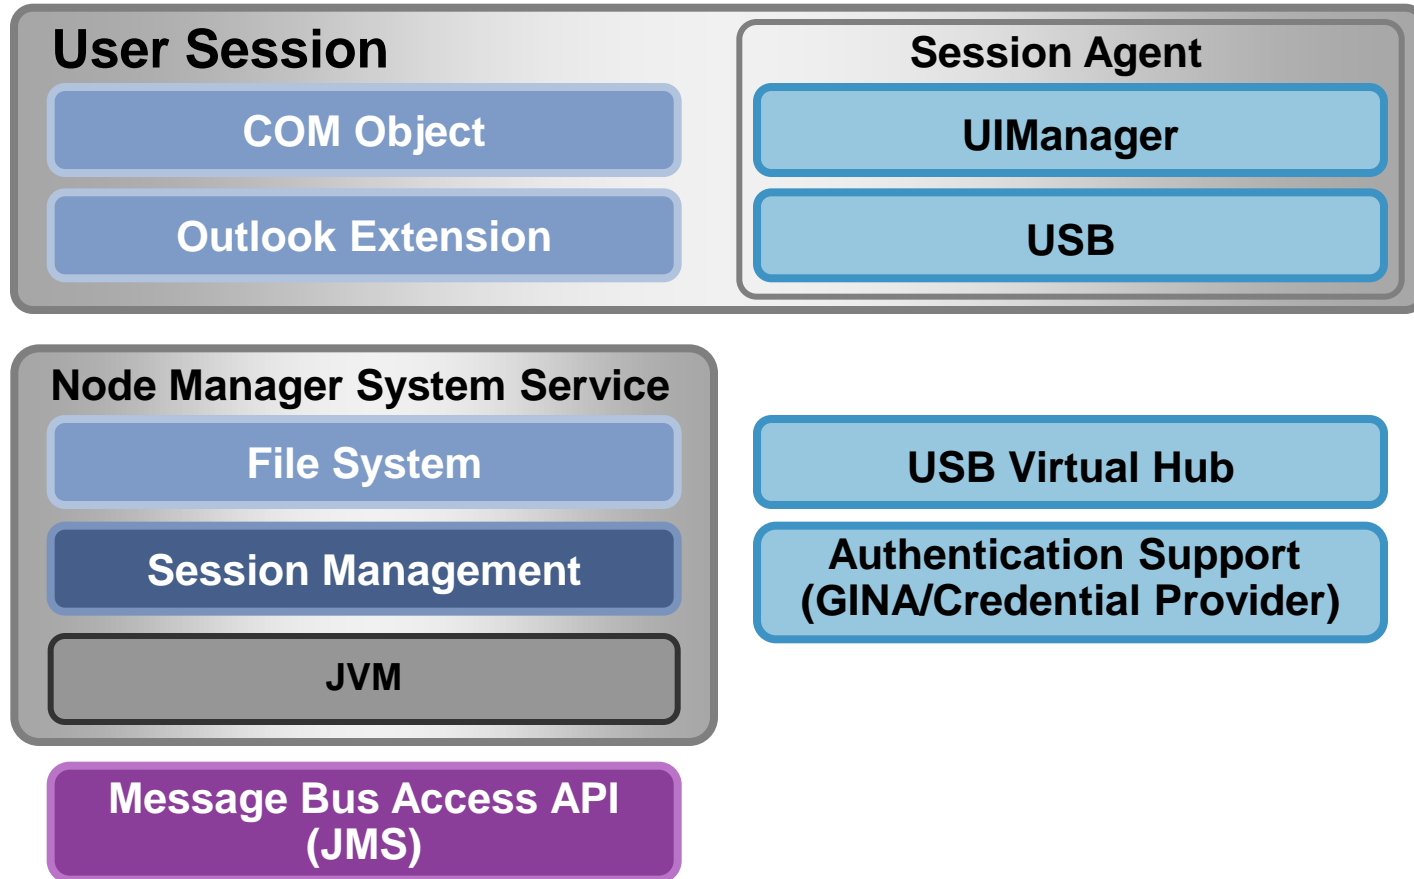 User Session
COM Object
Outlook Extension
Session Agent
UIManager
USB
Node Manager System Service
File System
Session Management
JVM
USB Virtual Hub
Authentication Support
(GINA/Credential Provider)
Message Bus Access API
(JMS)